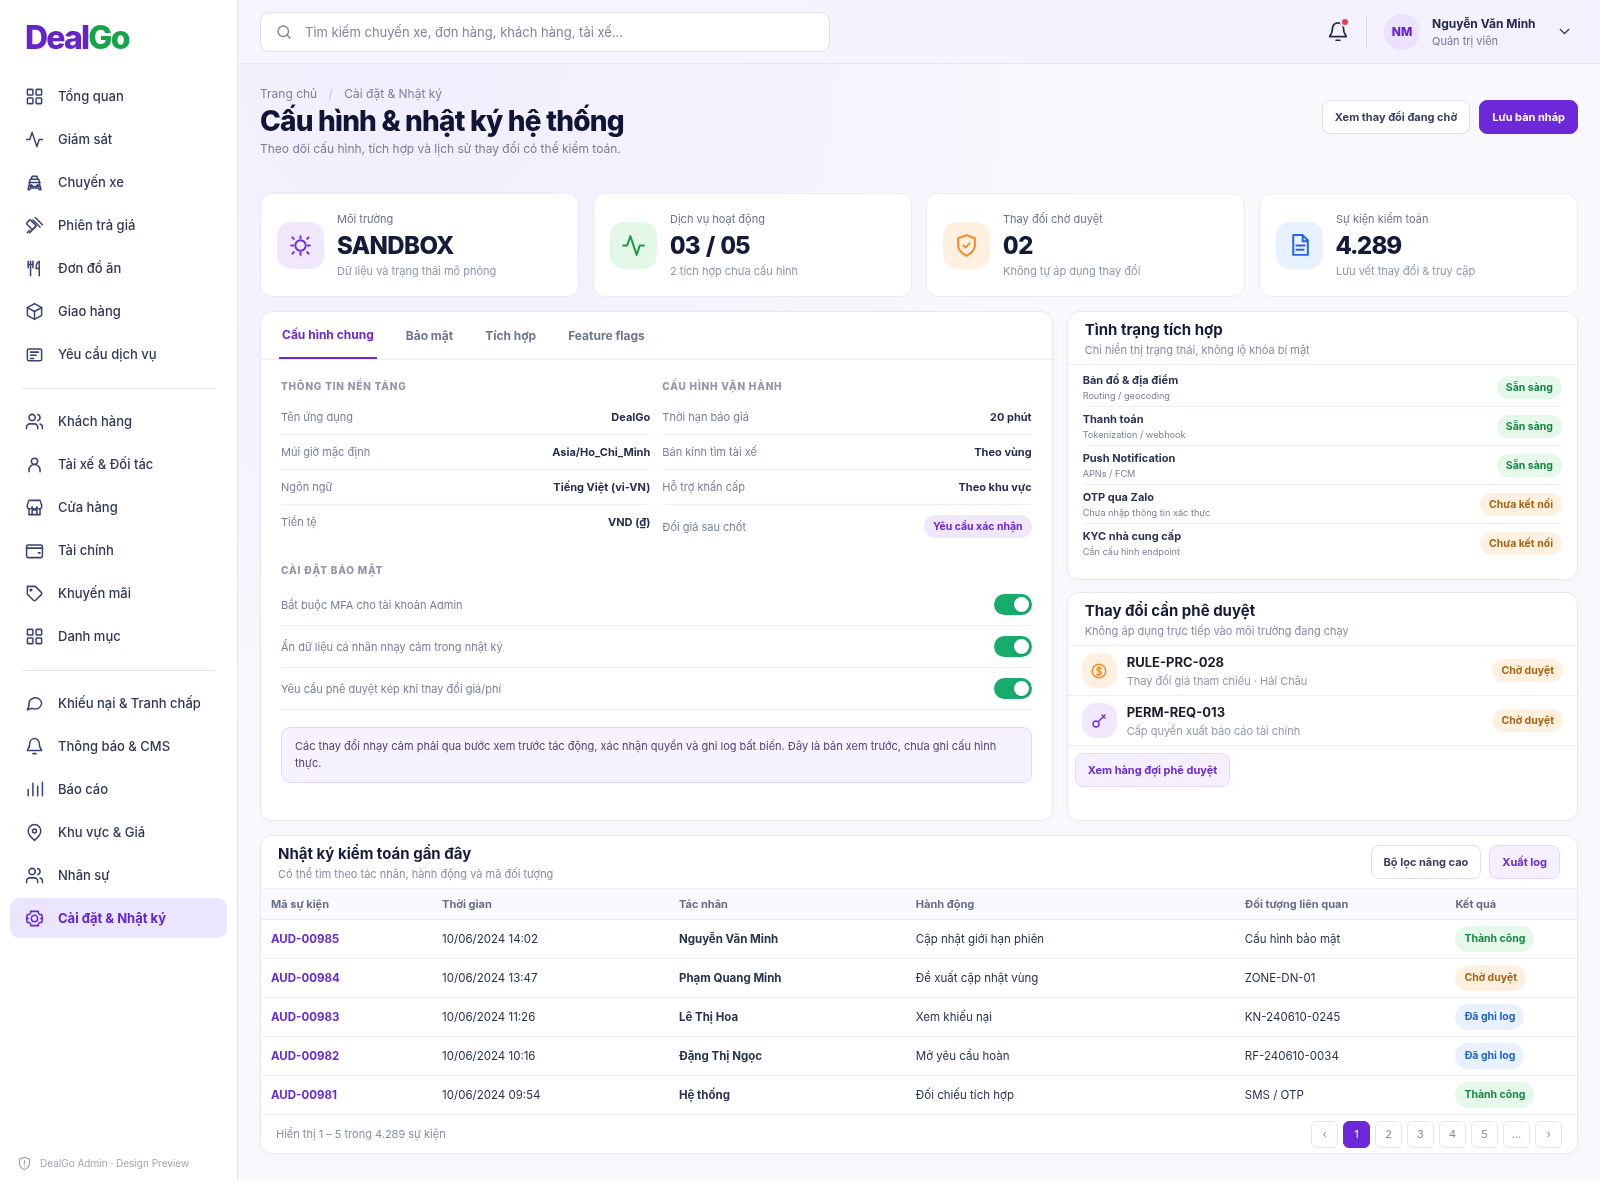 DealGo
Tổng quan
Giám sát
Chuyến xe
Phiên trả giá
Đơn đồ ăn
Giao hàng
Yêu cầu dịch vụ
Khách hàng
Tài xế & Đối tác
Cửa hàng
Tài chính
Khuyến mãi
Danh mục
Khiếu nại & Tranh chấp
Thông báo & CMS
Báo cáo
Khu vực & Giá
Nhân sự
Cài đặt & Nhật ký
DealGo Admin · Design Preview
Tìm kiếm chuyến xe, đơn hàng, khách hàng, tài xế...
NM
Nguyễn Văn Minh
Quản trị viên
Trang chủ / Cài đặt & Nhật ký
Cấu hình & nhật ký hệ thống
Theo dõi cấu hình, tích hợp và lịch sử thay đổi có thể kiểm toán.
Xem thay đổi đang chờ
Lưu bản nháp
Môi trường
SANDBOX
Dữ liệu và trạng thái mô phỏng
Dịch vụ hoạt động
03 / 05
2 tích hợp chưa cấu hình
Thay đổi chờ duyệt
02
Không tự áp dụng thay đổi
Sự kiện kiểm toán
4.289
Lưu vết thay đổi & truy cập
Cấu hình chung
Bảo mật
Tích hợp
Feature flags
THÔNG TIN NỀN TẢNG
Tên ứng dụng DealGo
Múi giờ mặc định Asia/Ho_Chi_Minh
Ngôn ngữ Tiếng Việt (vi-VN)
Tiền tệ VND (₫)
CẤU HÌNH VẬN HÀNH
Thời hạn báo giá 20 phút
Bán kính tìm tài xế Theo vùng
Hỗ trợ khẩn cấp Theo khu vực
Đổi giá sau chốt Yêu cầu xác nhận
CÀI ĐẶT BẢO MẬT
Bắt buộc MFA cho tài khoản Admin
Ẩn dữ liệu cá nhân nhạy cảm trong nhật ký
Yêu cầu phê duyệt kép khi thay đổi giá/phí
Các thay đổi nhạy cảm phải qua bước xem trước tác động, xác nhận quyền và ghi log bất biến. Đây là bản xem trước, chưa ghi cấu hình
thực.
Tình trạng tích hợp
Chỉ hiển thị trạng thái, không lộ khóa bí mật
Bản đồ & địa điểm
Routing / geocoding
Sẵn sàng
Thanh toán
Tokenization / webhook
Sẵn sàng
Push Notification
APNs / FCM
Sẵn sàng
OTP qua Zalo
Chưa nhập thông tin xác thực
Chưa kết nối
KYC nhà cung cấp
Cần cấu hình endpoint
Chưa kết nối
Thay đổi cần phê duyệt
Không áp dụng trực tiếp vào môi trường đang chạy
RULE-PRC-028
Thay đổi giá tham chiếu · Hải Châu
Chờ duyệt
PERM-REQ-013
Cấp quyền xuất báo cáo tài chính
Chờ duyệt
Xem hàng đợi phê duyệt
Nhật ký kiểm toán gần đây
Có thể tìm theo tác nhân, hành động và mã đối tượng
Bộ lọc nâng cao
Xuất log
Mã sự kiện Thời gian Tác nhân Hành động Đối tượng liên quan Kết quả
AUD-00985 10/06/2024 14:02 Nguyễn Văn Minh Cập nhật giới hạn phiên Cấu hình bảo mật Thành công
AUD-00984 10/06/2024 13:47 Phạm Quang Minh Đề xuất cập nhật vùng ZONE-DN-01 Chờ duyệt
AUD-00983 10/06/2024 11:26 Lê Thị Hoa Xem khiếu nại KN-240610-0245 Đã ghi log
AUD-00982 10/06/2024 10:16 Đặng Thị Ngọc Mở yêu cầu hoàn RF-240610-0034 Đã ghi log
AUD-00981 10/06/2024 09:54 Hệ thống Đối chiếu tích hợp SMS / OTP Thành công
Hiển thị 1 – 5 trong 4.289 sự kiện
‹ 1 2 3 4 5 ... ›